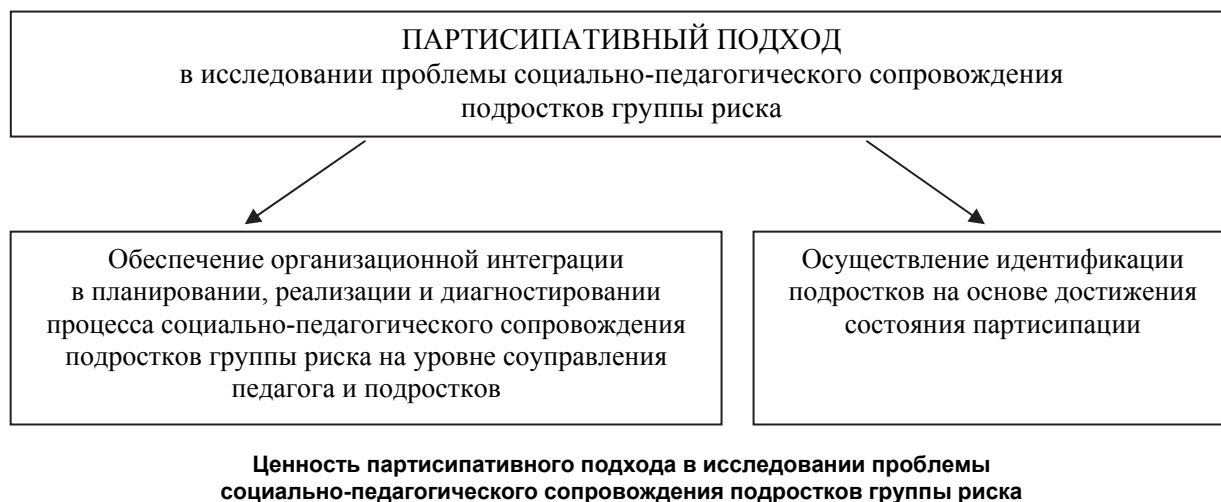 ПАРТИСИПАТИВНЫЙ ПОДХОД
в исследовании проблемы социально-педагогического сопровождения
подростков группы риска
Обеспечение организационной интеграции
в планировании, реализации и диагностировании
процесса социально-педагогического сопровождения
подростков группы риска на уровне соуправления
педагога и подростков
Осуществление идентификации
подростков на основе достижения
состояния партисипации
Ценность партисипативного подхода в исследовании проблемы
социально-педагогического сопровождения подростков группы риска